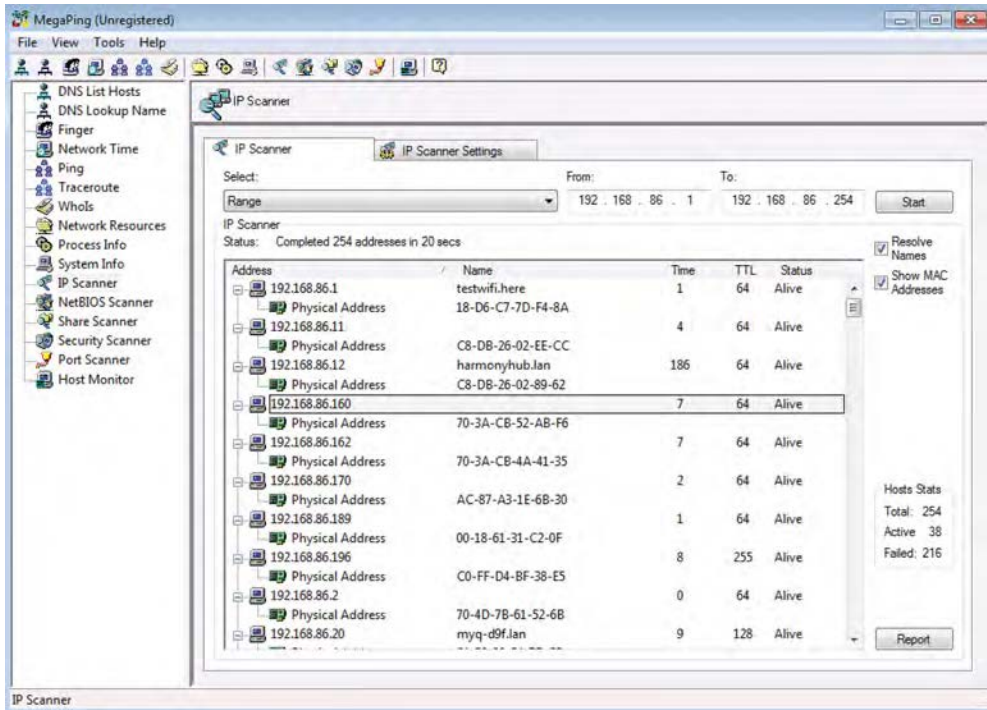 MegaPing (Unregistered)
File View Tools Help
DNS List Hosts
DNS Lookup Name
Finger
Network Time
Ping
Traceroute
WhoIs
Network Resources
Process Info
System Info
IP Scanner
NetBIOS Scanner
Share Scanner
Security Scanner
Port Scanner
Host Monitor
IP Scanner
IP Scanner IP Scanner Settings
Select: From: To:
Range 192 . 168 . 86 . 1 192 . 168 . 86 . 254 Start
IP Scanner
Status: Completed 254 addresses in 20 secs
Resolve Names
Show MAC Addresses
Address Name Time TTL Status
192.168.86.1 testwifi.here 1 64 Alive
Physical Address 18-D6-C7-7D-F4-8A
192.168.86.11 4 64 Alive
Physical Address C8-DB-26-02-EE-CC
192.168.86.12 harmonyhub.lan 186 64 Alive
Physical Address C8-DB-26-02-89-62
192.168.86.160 7 64 Alive
Physical Address 70-3A-CB-52-AB-F6
192.168.86.162 7 64 Alive
Physical Address 70-3A-CB-4A-41-35
192.168.86.170 2 64 Alive
Physical Address AC-87-A3-1E-6B-30
192.168.86.189 1 64 Alive
Physical Address 00-18-61-31-C2-0F
192.168.86.196 8 255 Alive
Physical Address C0-FF-D4-BF-38-E5
192.168.86.2 0 64 Alive
Physical Address 70-4D-7B-61-52-6B
192.168.86.20 myq-d9f.lan 9 128 Alive
Hosts Stats
Total: 254
Active 38
Failed: 216
Report
IP Scanner